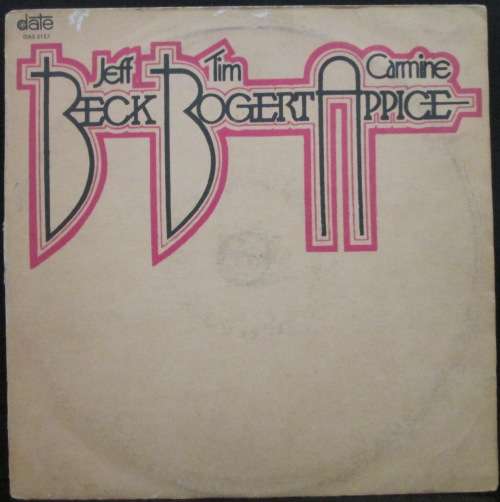 date
Jeff Tim Carmine
BECK BOGERT APPICE